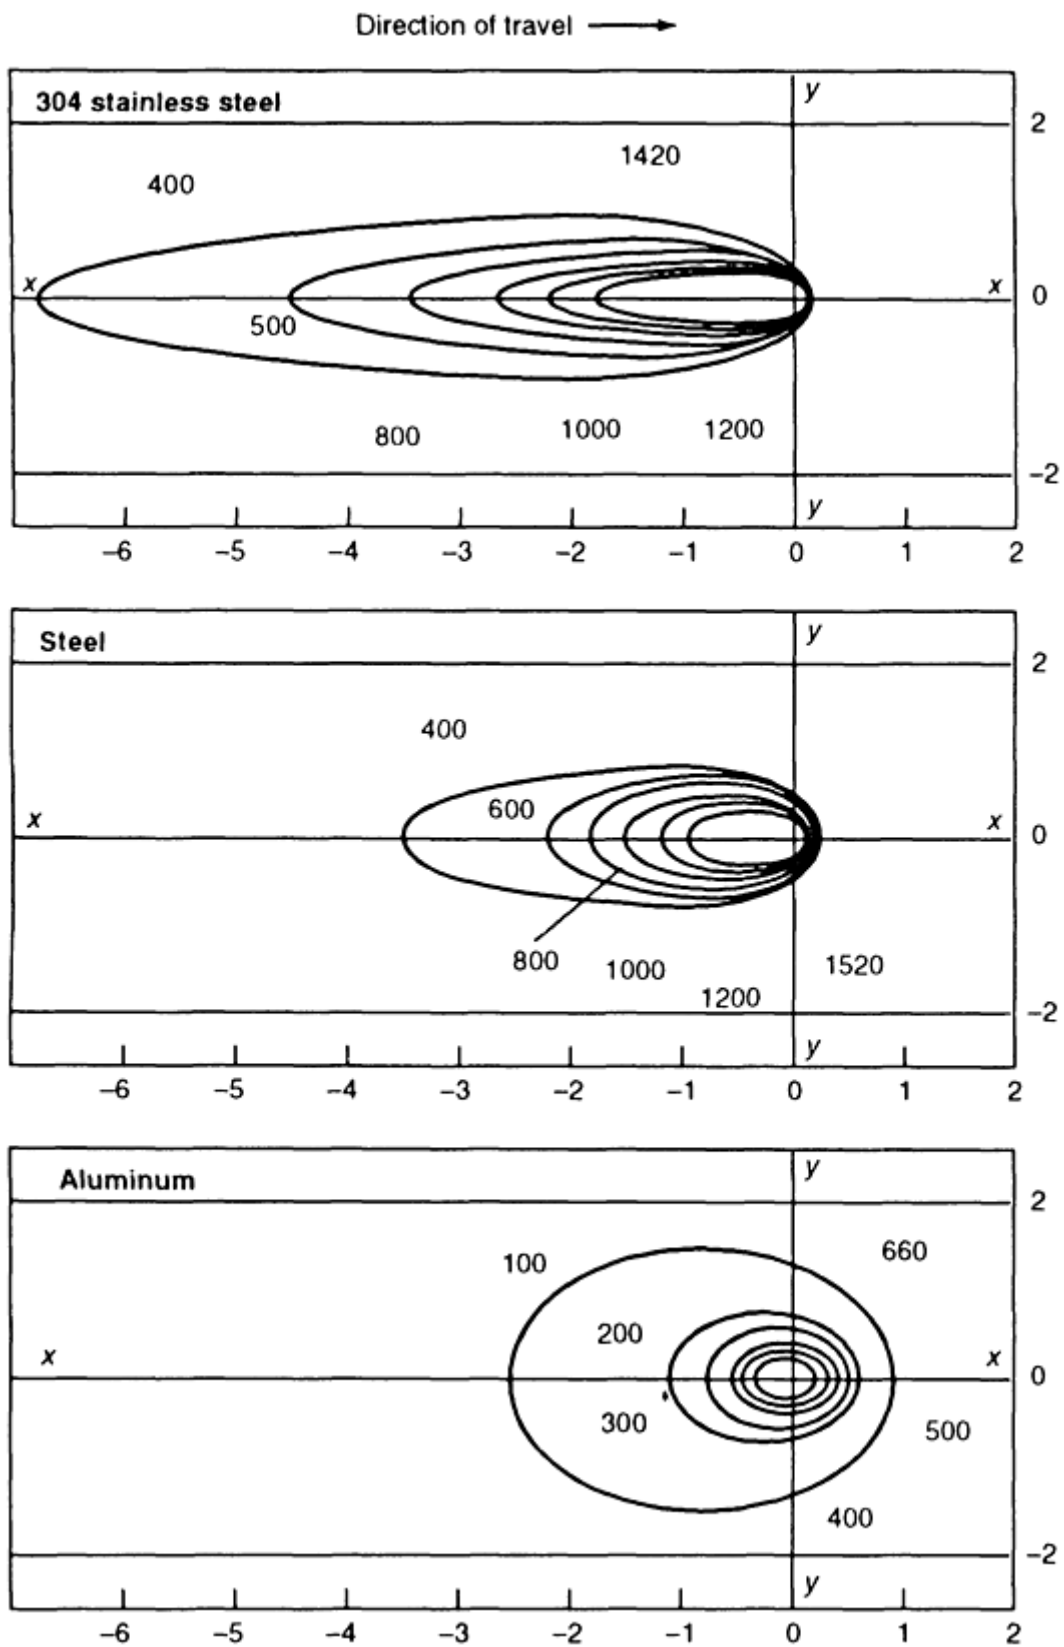 Direction of travel
304 stainless steel
y
2
1420
400
x
x
0
500
800
1000
1200
−2
y
−6 −5 −4 −3 −2 −1 0 1 2
Steel
y
2
400
600
x
x
0
800
1000
1520
1200
−2
y
−6 −5 −4 −3 −2 −1 0 1 2
Aluminum
y
2
660
100
200
x
x
0
300
500
400
−2
y
−6 −5 −4 −3 −2 −1 0 1 2